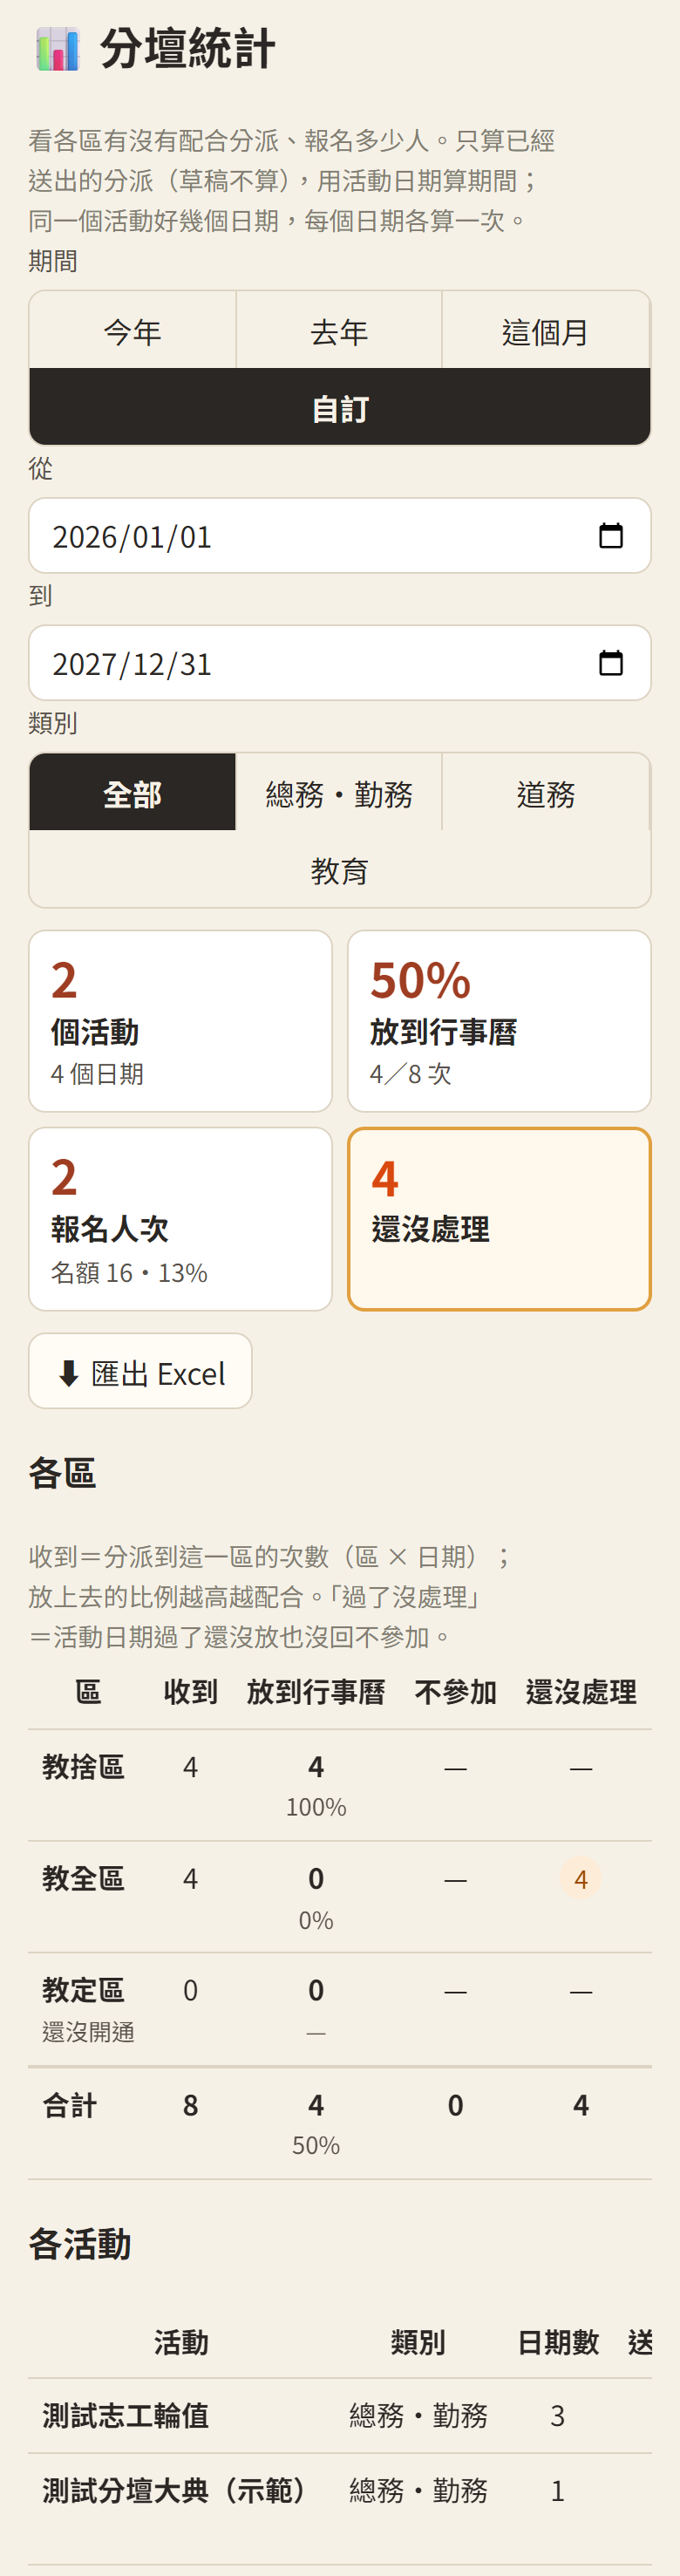 分壇統計
看各區有沒有配合分派、報名多少人。只算已經
送出的分派（草稿不算），用活動日期算期間；
同一個活動好幾個日期，每個日期各算一次。
期間
今年 去年 這個月
自訂
從
2026/01/01
到
2027/12/31
類別
全部 總務・勤務 道務
教育
2 50%
個活動 放到行事曆
4 個日期 4／8 次
2 4
報名人次 還沒處理
名額 16・13%
⬇ 匯出 Excel
各區
收到＝分派到這一區的次數（區 × 日期）；
放上去的比例越高越配合。「過了沒處理」
＝活動日期過了還沒放也沒回不參加。
區 收到 放到行事曆 不參加 還沒處理
教捨區 4 4 — —
100%
教全區 4 0 — 4
0%
教定區 0 0 — —
還沒開通 —
合計 8 4 0 4
50%
各活動
活動 類別 日期數 送
測試志工輪值 總務・勤務 3
測試分壇大典（示範） 總務・勤務 1